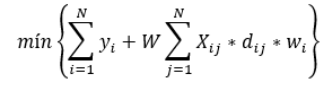 mín { ∑_{i=1}^{N} y_i + W ∑_{j=1}^{N} X_{ij} * d_{ij} * w_i }